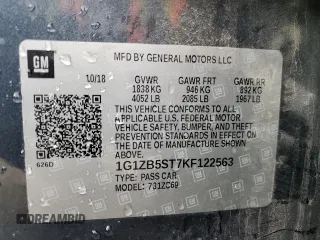 GM
MFD BY GENERAL MOTORS LLC
10/18
GVWR GAWR FRT GAWR RR
1838 KG 946 KG 892 KG
4052 LB 2085 LB 1967 LB
THIS VEHICLE CONFORMS TO ALL
APPLICABLE U.S. FEDERAL MOTOR
VEHICLE SAFETY AND THEFT
PREVENTION STANDARDS IN EFFECT
ON THE DATE OF MANUFACTURE
SHOWN ABOVE.
626D
1G1ZB5ST7KF122563
TYPE: PASS CAR
MODEL: 731ZC69
DREAMBID